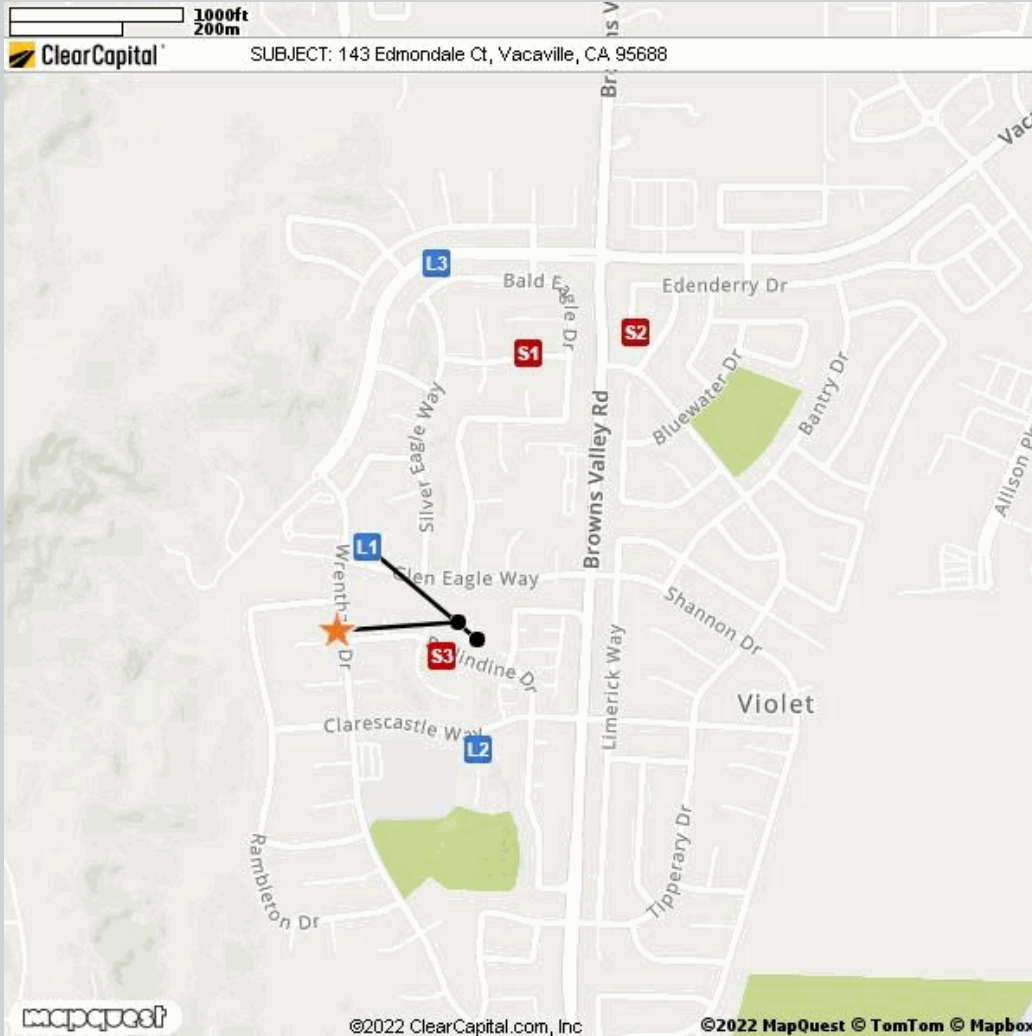 1000ft
200m
ClearCapital
SUBJECT: 143 Edmondale Ct, Vacaville, CA 95688
L3
Bald Eagle Dr
Edenderry Dr
S2
S1
Bluewater Dr
Bantry Dr
Silver Eagle Way
Browns Valley Rd
L1
Glen Eagle Way
Shannon Dr
S3
Dr
Limerick Way
Violet
Clarescastle Way
L2
Tipperary Dr
Rambleton Dr
mapquest
©2022 ClearCapital.com, Inc
©2022 MapQuest © TomTom © Mapbox